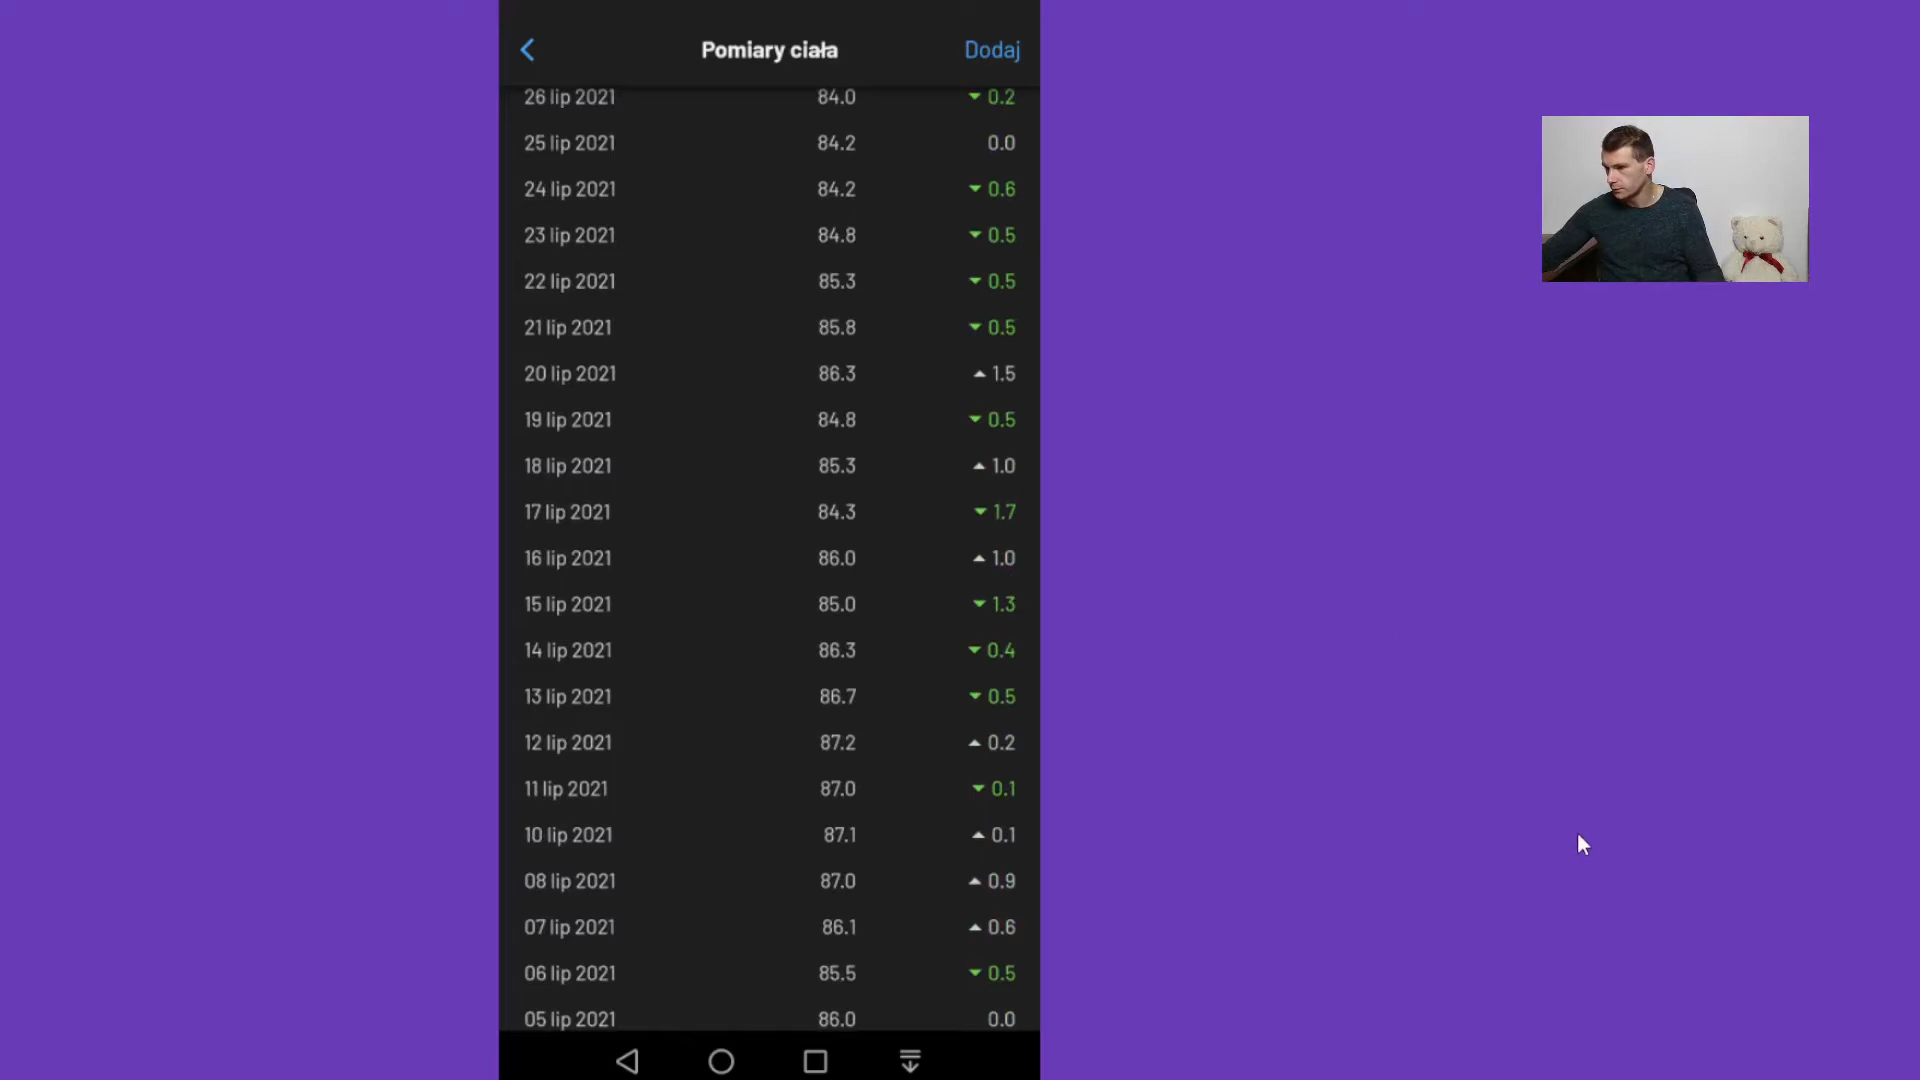 Pomiary ciała Dodaj
26 lip 2021 84.0 0.2
25 lip 2021 84.2 0.0
24 lip 2021 84.2 0.6
23 lip 2021 84.8 0.5
22 lip 2021 85.3 0.5
21 lip 2021 85.8 0.5
20 lip 2021 86.3 1.5
19 lip 2021 84.8 0.5
18 lip 2021 85.3 1.0
17 lip 2021 84.3 1.7
16 lip 2021 86.0 1.0
15 lip 2021 85.0 1.3
14 lip 2021 86.3 0.4
13 lip 2021 86.7 0.5
12 lip 2021 87.2 0.2
11 lip 2021 87.0 0.1
10 lip 2021 87.1 0.1
08 lip 2021 87.0 0.9
07 lip 2021 86.1 0.6
06 lip 2021 85.5 0.5
05 lip 2021 86.0 0.0